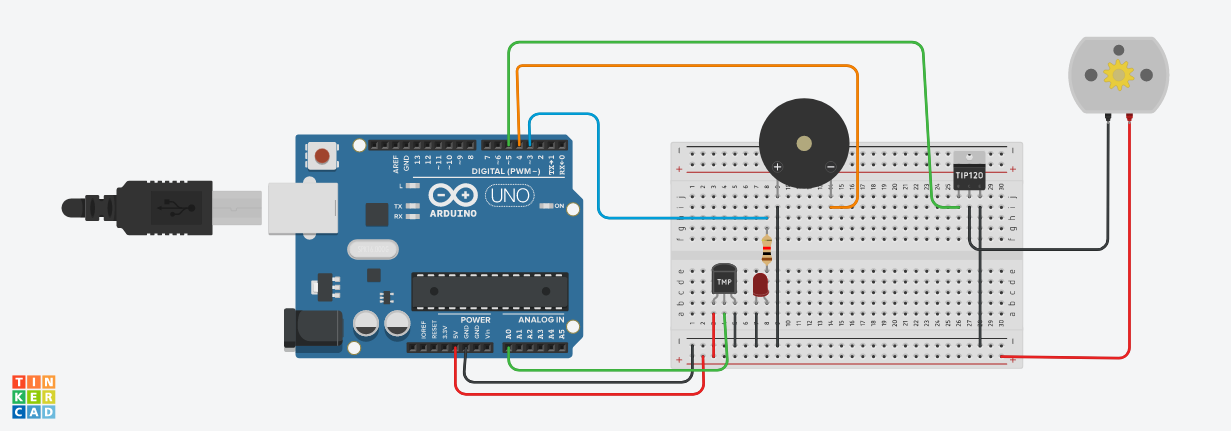 AREF
GND
13
12
~11
~10
~9
8
7
~6
~5
4
~3
2
TX→1
RX←0
DIGITAL (PWM~)
L
TX
RX
ARDUINO
UNO
ON
POWER
ANALOG IN
IOREF
RESET
3.3V
5V
GND
GND
Vin
A0
A1
A2
A3
A4
A5
TMP
TIP120
+
-
1 2 3 4 5 6 7 8 9 10 11 12 13 14 15 16 17 18 19 20 21 22 23 24 25 26 27 28 29 30
j
i
h
g
f
e
d
c
b
a
TIN
KER
CAD